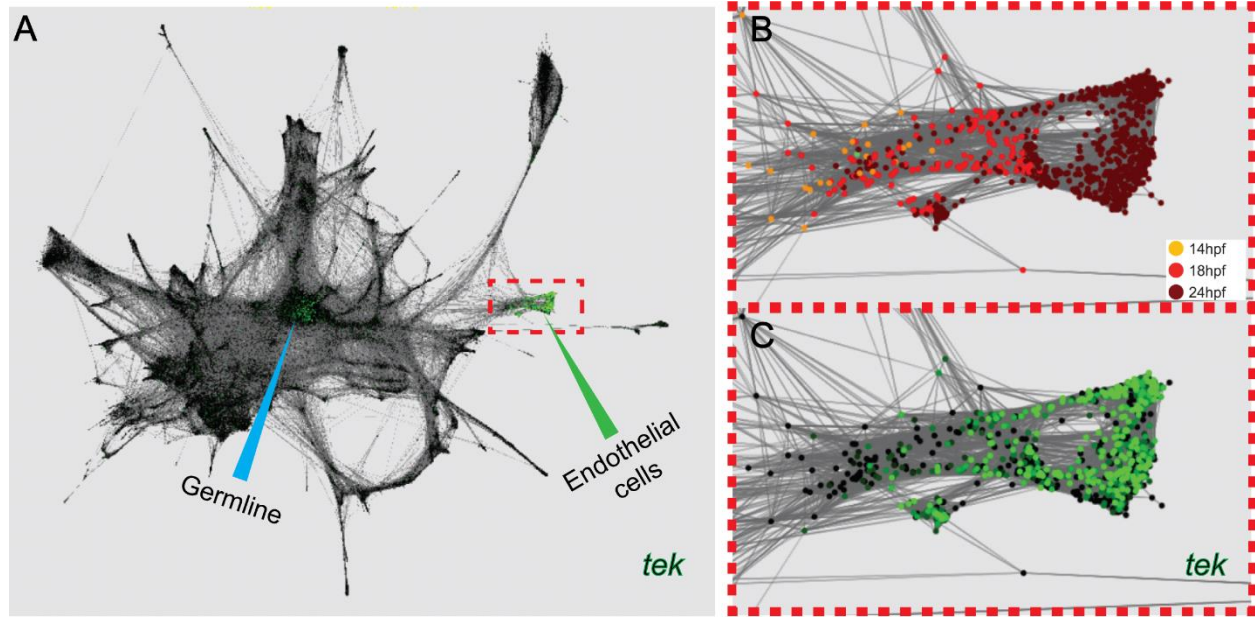 A
Germline
Endothelial
cells
tek
B
14hpf
18hpf
24hpf
C
tek